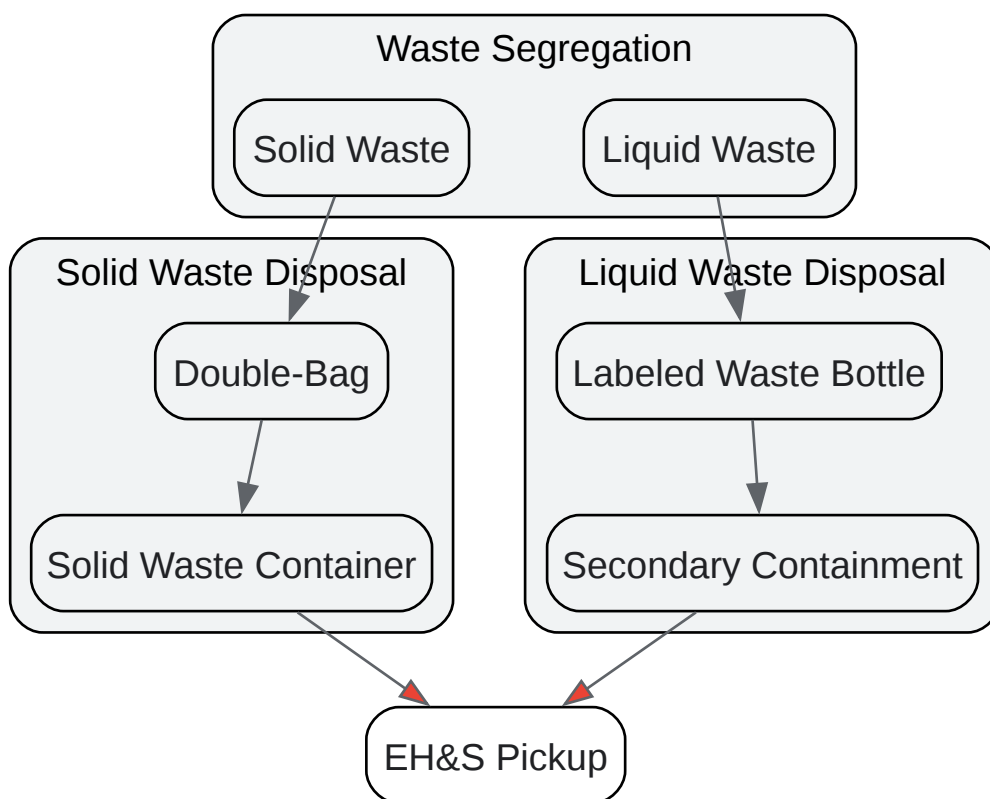 Waste Segregation
Solid Waste
Liquid Waste
Solid Waste Disposal
Liquid Waste Disposal
Double-Bag
Labeled Waste Bottle
Solid Waste Container
Secondary Containment
EH&S Pickup